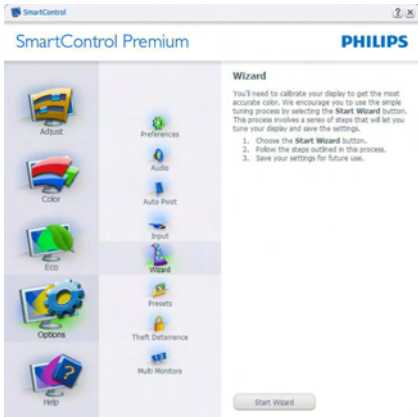 SmartControl
SmartControl Premium
PHILIPS
Adjust
Color
Eco
Options
Help
Preferences
Audio
Auto Pivot
Input
Wizard
Presets
Theft Deterrence
Multi Monitors
Wizard
You'll need to calibrate your display to get the most
accurate color. We encourage you to use the simple
tuning process by selecting the Start Wizard button.
This process involves a series of steps that will let you
tune your display and save the settings.
1. Choose the Start Wizard button.
2. Follow the steps outlined in this process.
3. Save your settings for future use.
Start Wizard